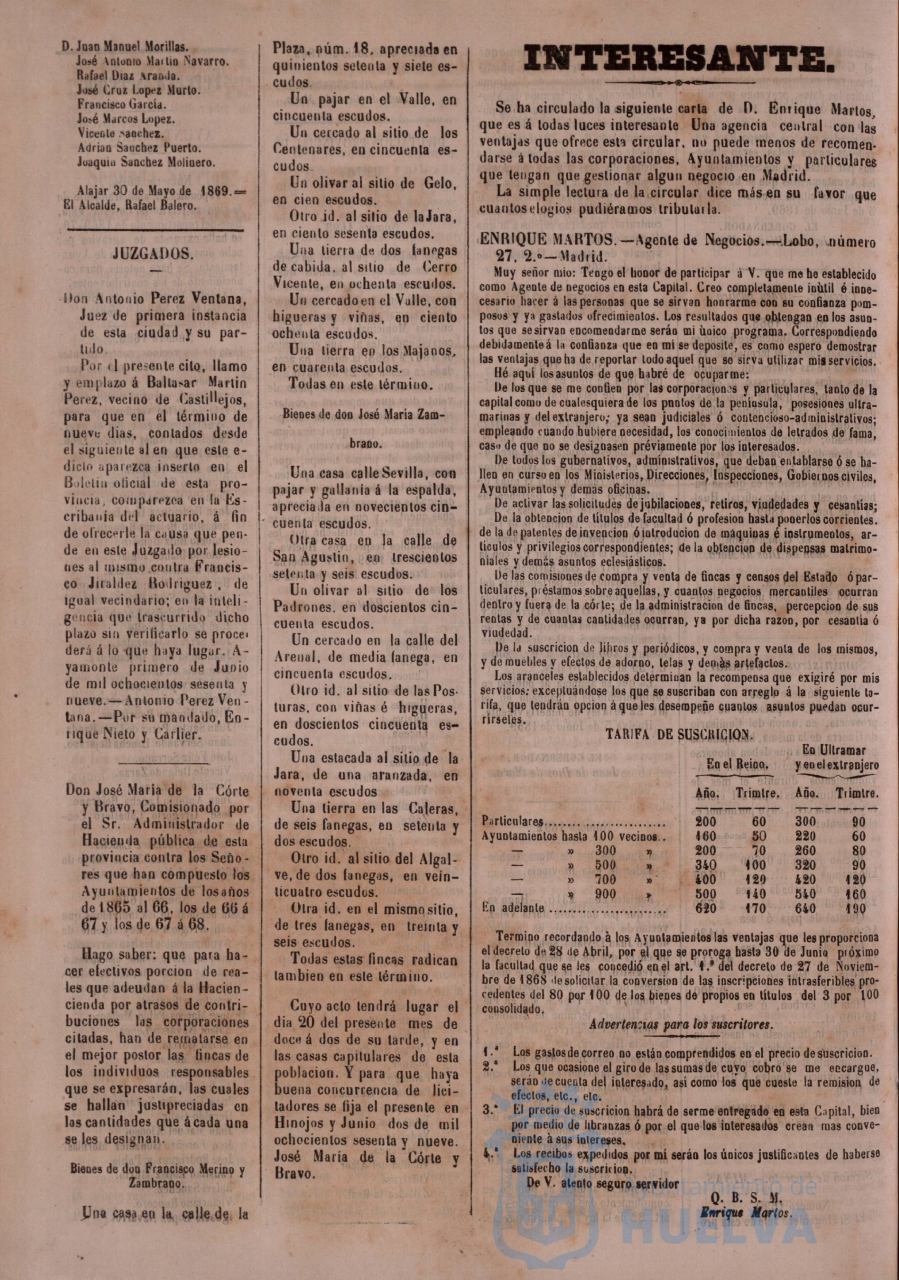 D. Juan Manuel Morillas.
José Antonio Martin Navarro.
Rafael Diaz Aranda.
José Cruz Lopez Murto.
Francisco García.
José Marcos Lopez.
Vicente Sanchez.
Adrian Sanchez Puerto.
Joaquin Sanchez Molinero.
Alajar 30 de Mayo de 1869.=
El Alcalde, Rafael Balero.
JUZGADOS.
Don Antonio Perez Ventana,
Juez de primera instancia
de esta ciudad y su par-
tido.
Por el presente cito, llamo
y emplazo á Baltasar Martin
Perez, vecino de Castillejos,
para que en el término de
nueve dias, contados desde
el siguiente al en que este e-
dicto aparezca inserto en el
Boletin oficial de esta pro-
vincia, comparezca en la Es-
cribanía del actuario, á fin
de ofrecerle la causa que pen-
de en este Juzgado por lesio-
nes al mismo contra Francis-
co Jiraldez Rodriguez, de
igual vecindario; en la inteli-
gencia que trascurrido dicho
plazo sin verificarlo se proce-
derá á lo que haya lugar. A-
yamonte primero de Junio
de mil ochocientos sesenta y
nueve.—Antonio Perez Ven-
tana.—Por su mandado, En-
rique Nieto y Carlier.
Don José Maria de la Córte
y Bravo, Comisionado por
el Sr. Administrador de
Hacienda pública de esta
provincia contra los Seño-
res que han compuesto los
Ayuntamientos de los años
de 1865 al 66, los de 66 á
67 y los de 67 á 68.
Hago saber: que para ha-
cer efectivos porcion de rea-
les que adeudan á la Hacien-
cienda por atrasos de contri-
buciones las corporaciones
citadas, han de rematarse en
el mejor postor las fincas de
los individuos responsables
que se expresarán, las cuales
se hallan justipreciadas en
las cantidades que á cada una
se les designan.
Bienes de don Francisco Merino y
Zambrano.
Una casa en la calle de la
Plaza, núm. 18, apreciada en
quinientos setenta y siete es-
cudos.
Un pajar en el Valle, en
cincuenta escudos.
Un cercado al sitio de los
Centenares, en cincuenta es-
cudos.
Un olivar al sitio de Gelo,
en cien escudos.
Otro id. al sitio de la Jara,
en ciento sesenta escudos.
Una tierra de dos fanegas
de cabida, al sitio de Cerro
Vicente, en ochenta escudos.
Un cercado en el Valle, con
higueras y viñas, en ciento
ochenta escudos.
Una tierra en los Majanos,
en cuarenta escudos.
Todas en este término.
Bienes de don José Maria Zam-
brano.
Una casa calle Sevilla, con
pajar y gallanía á la espalda,
apreciada en novecientos cin-
cuenta escudos.
Otra casa en la calle de
San Agustin, en trescientos
setenta y seis escudos.
Un olivar al sitio de los
Padrones, en doscientos cin-
cuenta escudos.
Un cercado en la calle del
Arenal, de media fanega, en
cincuenta escudos.
Otro id. al sitio de las Pos-
turas, con viñas é higueras,
en doscientos cincuenta es-
cudos.
Una estacada al sitio de la
Jara, de una aranzada, en
noventa escudos
Una tierra en las Caleras,
de seis fanegas, en setenta y
dos escudos.
Otro id. al sitio del Algal-
ve, de dos fanegas, en vein-
ticuatro escudos.
Otra id. en el mismo sitio,
de tres fanegas, en treinta y
seis escudos.
Todas estas fincas radican
tambien en este término.
Cuyo acto tendrá lugar el
dia 20 del presente mes de
doce á dos de su tarde, y en
las casas capitulares de esta
poblacion. Y para que haya
buena concurrencia de lici-
tadores se fija el presente en
Hinojos y Junio dos de mil
ochocientos sesenta y nueve.
José Maria de la Córte y
Bravo.
INTERESANTE.
Se ha circulado la siguiente carta de D. Enrique Martos,
que es á todas luces interesante Una agencia central con las
ventajas que ofrece esta circular, no puede menos de recomen-
darse á todas las corporaciones, Ayuntamientos y particulares
que tengan que gestionar algun negocio en Madrid.
La simple lectura de la circular dice más en su favor que
cuantos elogios pudiéramos tributarla.
ENRIQUE MARTOS.—Agente de Negocios.—Lobo, número
27, 2.º—Madrid.
Muy señor mio: Tengo el honor de participar á V. que me he establecido
como Agente de negocios en esta Capital. Creo completamente inùtil é inne-
cesario hacer á las personas que se sirvan honrarme con su confianza pom-
posos y ya gastados ofrecimientos. Los resultados que obtengan en los asun-
tos que se sirvan encomendarme serán mi ùnico programa. Correspondiendo
debidamente á la confianza que en mi se deposite, es como espero demostrar
las ventajas que ha de reportar todo aquel que se sirva utilizar mis servicios.
Hé aquí los asuntos de que habré de ocuparme:
De los que se me confien por las corporaciones y particulares, tanto de la
capital como de cualesquiera de los puntos de la peninsula, posesiones ultra-
marinas y del extranjero; ya sean judiciales ó contencioso-administrativos;
empleando cuando hubiere necesidad, los conocimientos de letrados de fama,
caso de que no se designasen préviamente por los interesados.
De todos los gubernativos, administrativos, que deban entablarse ó se ha-
llen en curso en los Ministerios, Direcciones, Inspecciones, Gobiernos civiles,
Ayuntamientos y demás oficinas.
De activar las solicitudes de jubilaciones, retiros, viudedades y cesantías;
De la obtencion de títulos de facultad ó profesion hasta ponerlos corrientes.
de la de patentes de invencion ó introduccion de máquinas é instrumentos, ar-
tículos y privilegios correspondientes; de la obtencion de dispensas matrimo-
niales y demás asuntos eclesiásticos.
De las comisiones de compra y venta de fincas y censos del Estado ó par-
ticulares, préstamos sobre aquellas, y cuantos negocios mercantiles ocurran
dentro y fuera de la córte; de la administracion de fincas, percepcion de sus
rentas y de cuantas cantidades ocurran, ya por dicha razon, por cesantía ó
viudedad.
De la suscricion de libros y periódicos, y compra y venta de los mismos,
y de muebles y efectos de adorno, telas y demás artefactos.
Los aranceles establecidos determinan la recompensa que exigiré por mis
servicios; exceptuándose los que se suscriban con arreglo á la siguiente ta-
rifa, que tendrán opcion á que les desempeñe cuantos asuntos puedan ocur-
rirseles.
TARIFA DE SUSCRICION.
En el Reino. En Ultramar y en el extranjero
Año. Trimtre. Año. Trimtre.
Particulares........................ 200 60 300 90
Ayuntamientos hasta 100 vecinos.. 160 50 220 60
— » 300 » 200 70 260 80
— » 500 » 340 100 320 90
— » 700 » 400 120 420 120
— » 900 » 500 140 540 160
En adelante........................ 620 170 640 190
Termino recordando à los Ayuntamientos las ventajas que les proporciona
el decreto de 28 de Abril, por el que se proroga hasta 30 de Junio próximo
la facultad que se les concedió en el art. 1.º del decreto de 27 de Noviem-
bre de 1868 de solicitar la conversion de las inscripciones intrasferibles pro-
cedentes del 80 por 100 de los bienes de propios en títulos del 3 por 100
consolidado.
Advertencias para los suscritores.
1.ª Los gastos de correo no están comprendidos en el precio de suscricion.
2.ª Los que ocasione el giro de las sumas de cuyo cobro se me encargue,
serán de cuenta del interesado, asi como los que cueste la remision de
efectos, etc., etc.
3.ª El precio de suscricion habrá de serme entregado en esta Capital, bien
por medio de libranzas ó por el que los interesados crean mas conve-
niente à sus intereses.
4.ª Los recibos expedidos por mi serán los únicos justificantes de haberse
satisfecho la suscricion.
De V. atento seguro servidor
Q. B. S. M.
Enrique Martos.
Ayuntamiento de
HUELVA